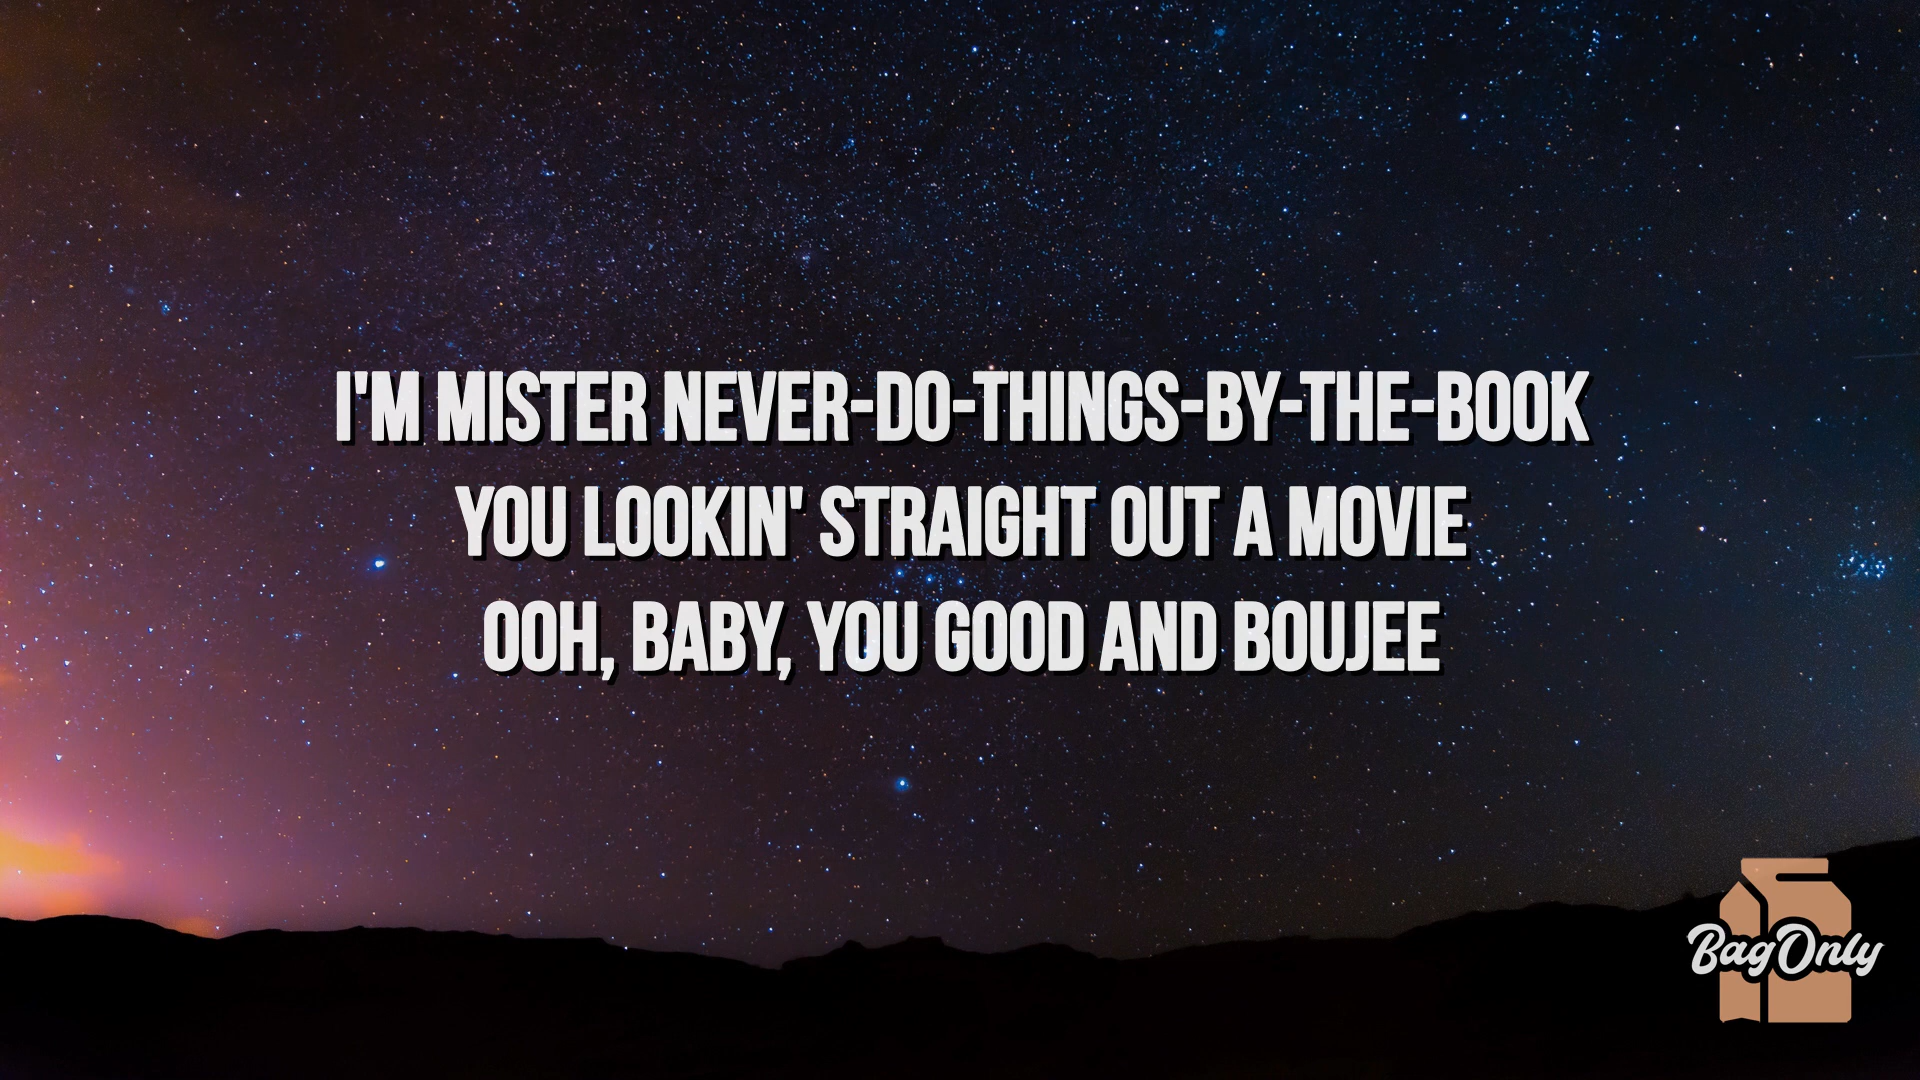 I'M MISTER NEVER-DO-THINGS-BY-THE-BOOK
YOU LOOKIN' STRAIGHT OUT A MOVIE
OOH, BABY, YOU GOOD AND BOUJEE
BagOnly